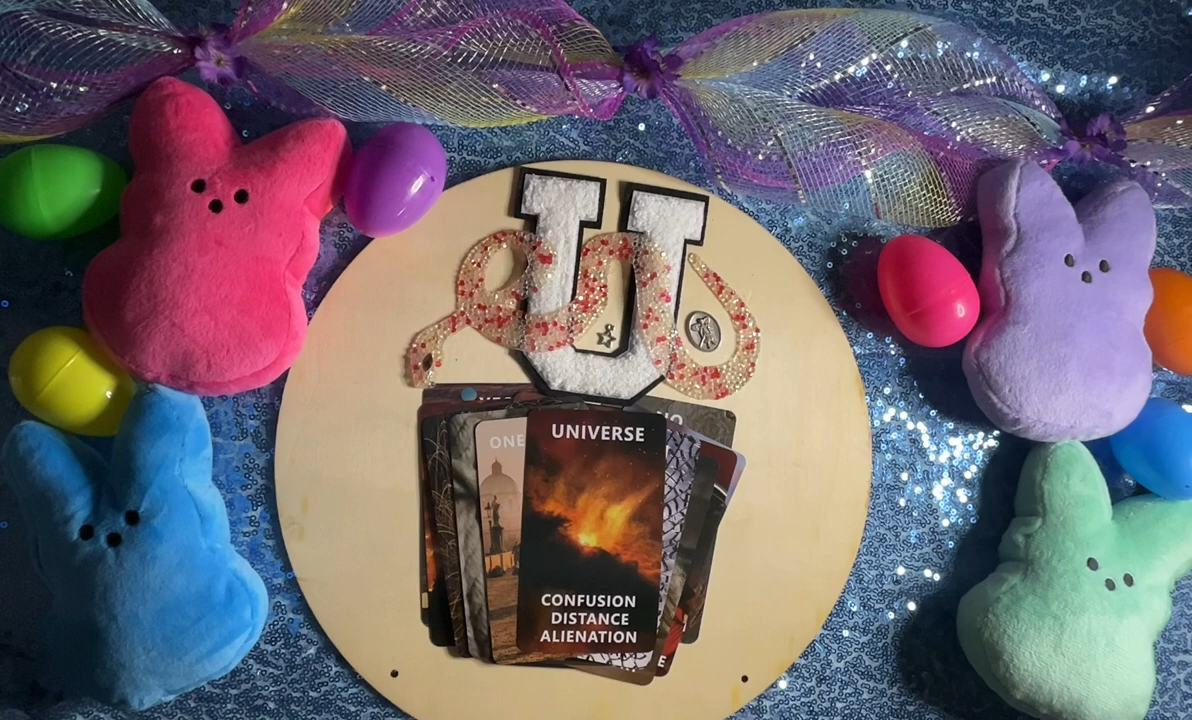 U
ONE
UNIVERSE
CONFUSION
DISTANCE
ALIENATION